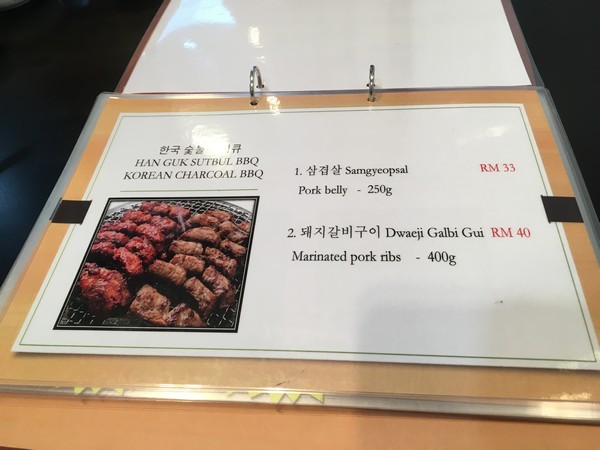 한국 숯불 큐
HAN GUK SUTBUL BBQ
KOREAN CHARCOAL BBQ
1. 삼겹살 Samgyeopsal RM 33
Pork belly - 250g
2. 돼지갈비구이 Dwaeji Galbi Gui RM 40
Marinated pork ribs - 400g